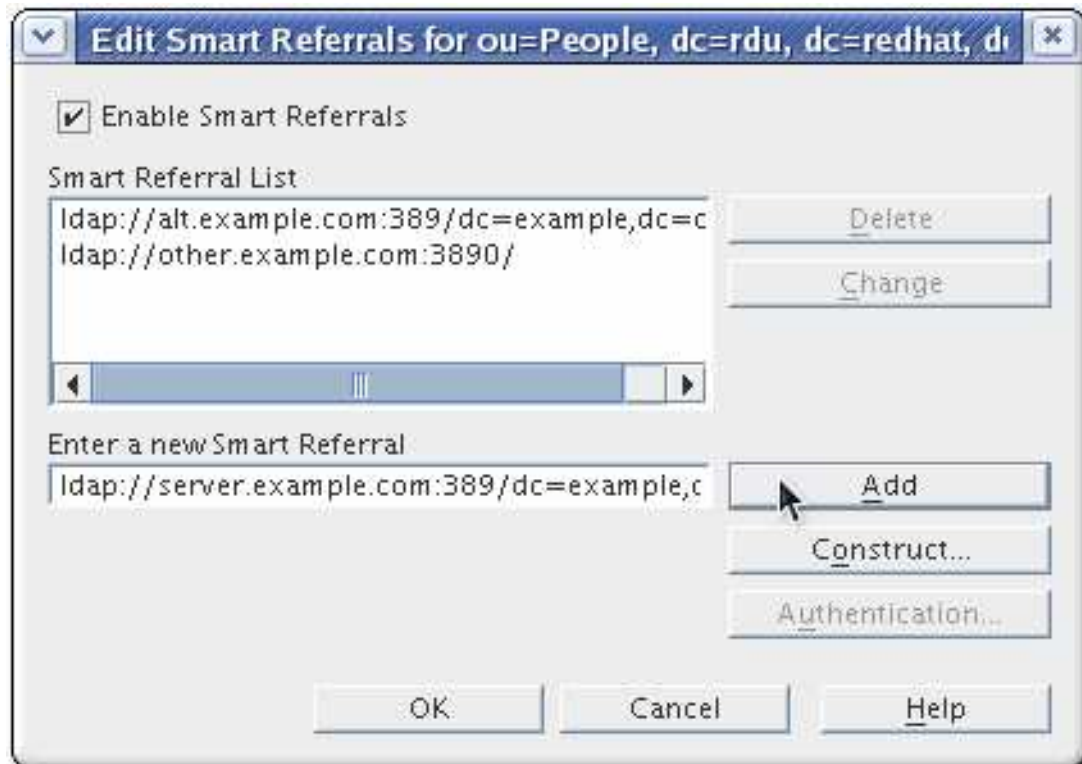 Edit Smart Referrals for ou=People, dc=rdu, dc=redhat, d
Enable Smart Referrals
Smart Referral List
ldap://alt.example.com:389/dc=example,dc=c
ldap://other.example.com:3890/
Delete
Change
Enter a new Smart Referral
ldap://server.example.com:389/dc=example,c
Add
Construct...
Authentication...
OK Cancel Help